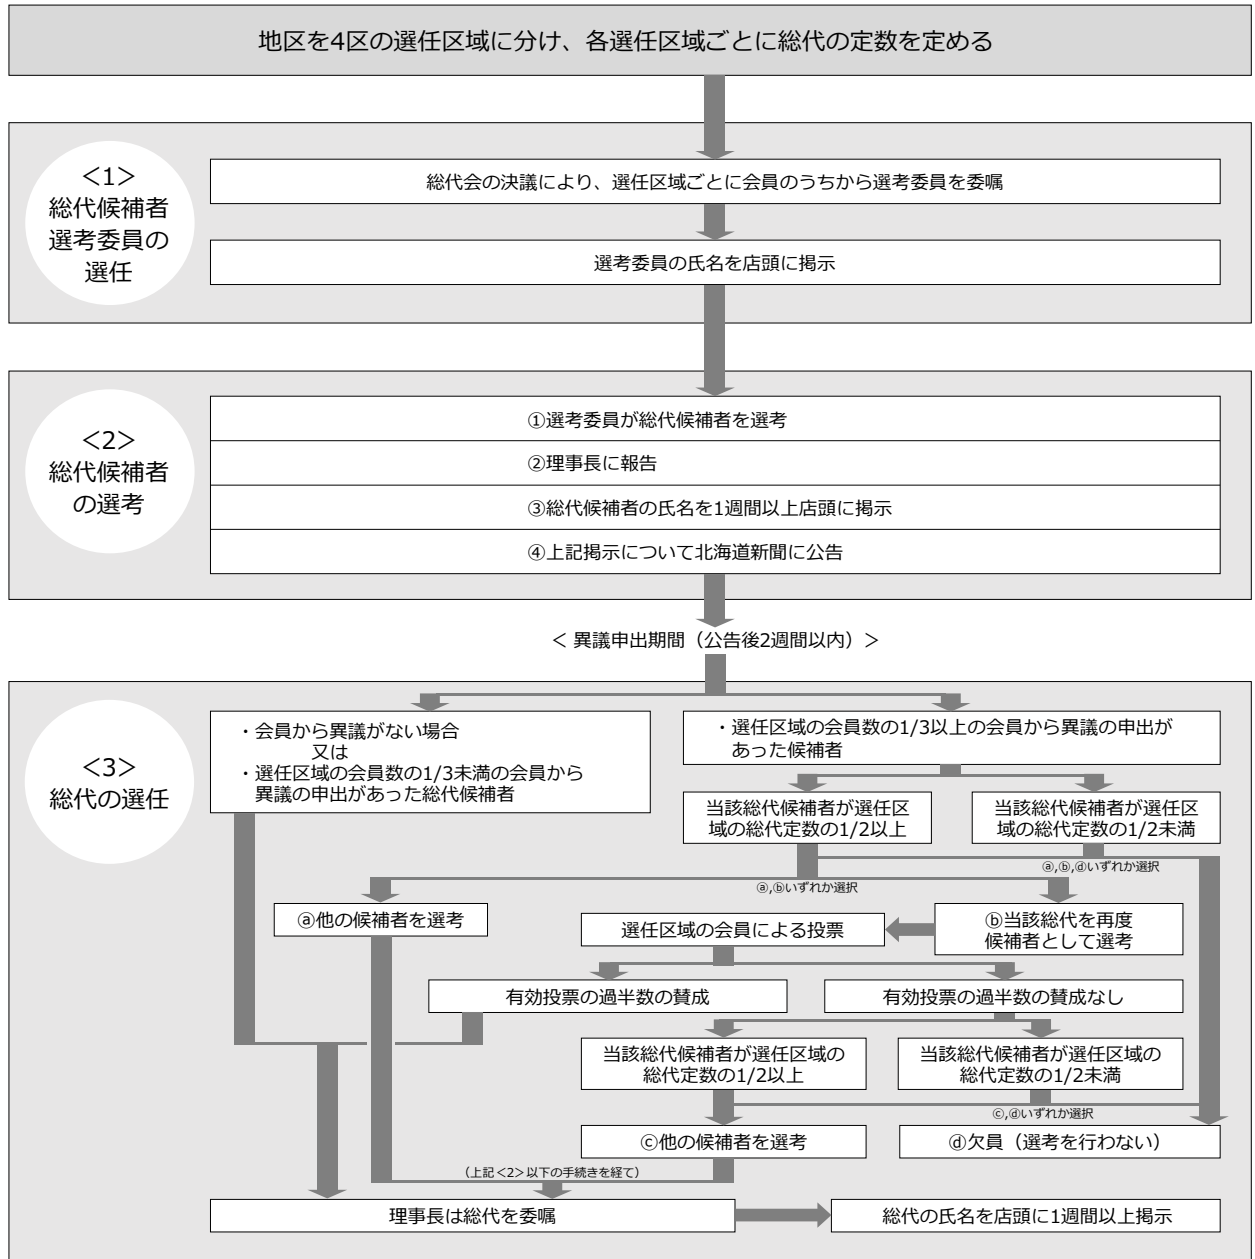 地区を4区の選任区域に分け、各選任区域ごとに総代の定数を定める
＜1＞
総代候補者
選考委員の
選任
総代会の決議により、選任区域ごとに会員のうちから選考委員を委嘱
選考委員の氏名を店頭に掲示
＜2＞
総代候補者
の選考
①選考委員が総代候補者を選考
②理事長に報告
③総代候補者の氏名を1週間以上店頭に掲示
④上記掲示について北海道新聞に公告
＜ 異議申出期間（公告後2週間以内）＞
＜3＞
総代の選任
・会員から異議がない場合
又は
・選任区域の会員数の1/3未満の会員から
異議の申出があった総代候補者
・選任区域の会員数の1/3以上の会員から異議の申出が
あった候補者
当該総代候補者が選任区
域の総代定数の1/2以上
当該総代候補者が選任区
域の総代定数の1/2未満
ⓐ,ⓑ,ⓓいずれか選択
ⓐ,ⓑいずれか選択
ⓐ他の候補者を選考
選任区域の会員による投票
ⓑ当該総代を再度
候補者として選考
有効投票の過半数の賛成
有効投票の過半数の賛成なし
当該総代候補者が選任区域の
総代定数の1/2以上
当該総代候補者が選任区域の
総代定数の1/2未満
ⓒ,ⓓいずれか選択
ⓒ他の候補者を選考
ⓓ欠員（選考を行わない）
（上記＜2＞以下の手続きを経て）
理事長は総代を委嘱
総代の氏名を店頭に1週間以上掲示